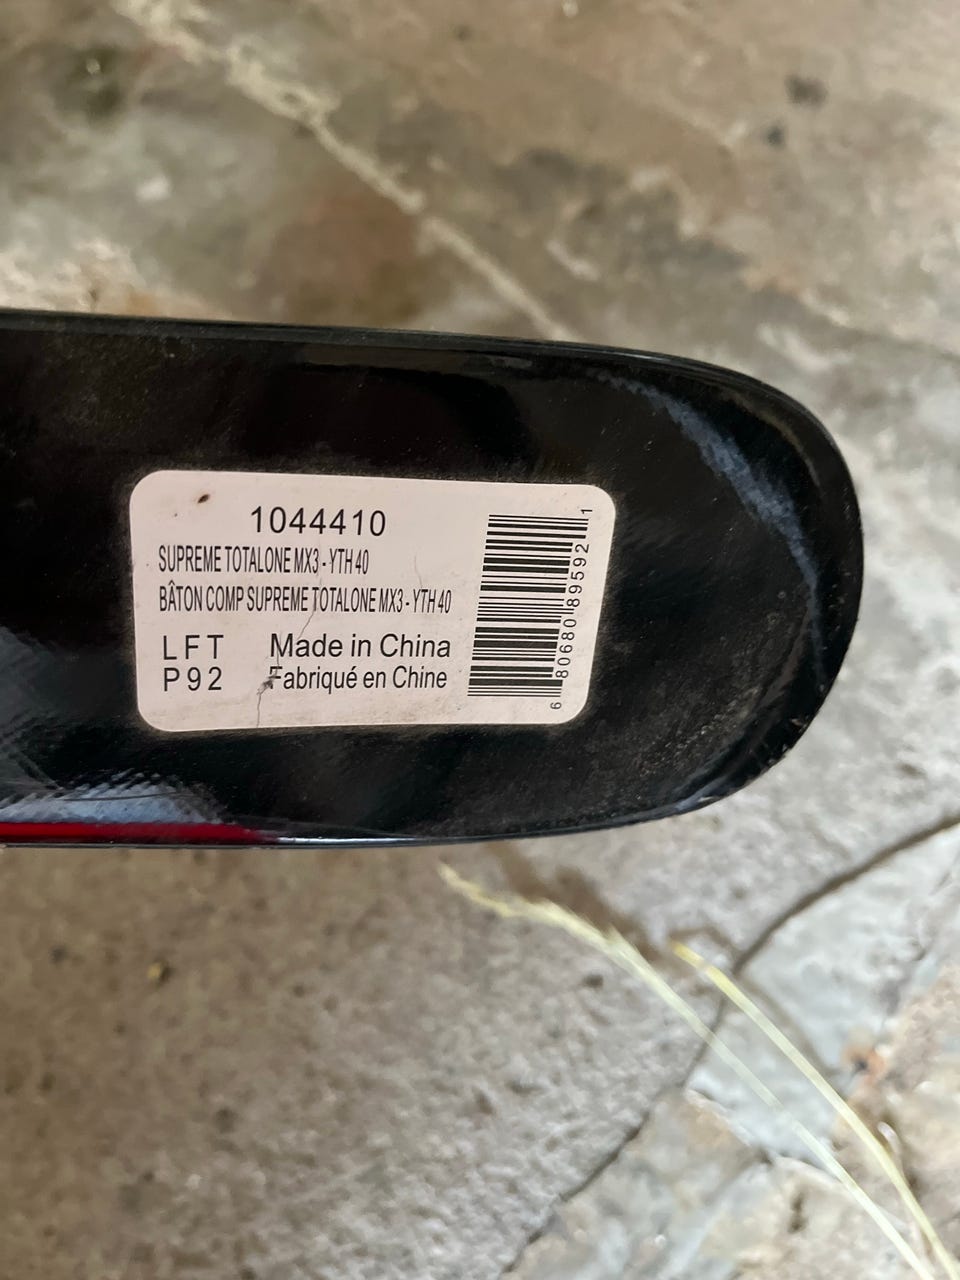 1044410
SUPREME TOTALONE MX3 - YTH 40
BÂTON COMP SUPREME TOTALONE MX3 - YTH 40
LFT
P92
Made in China
Fabriqué en Chine
6 80680 89592 1